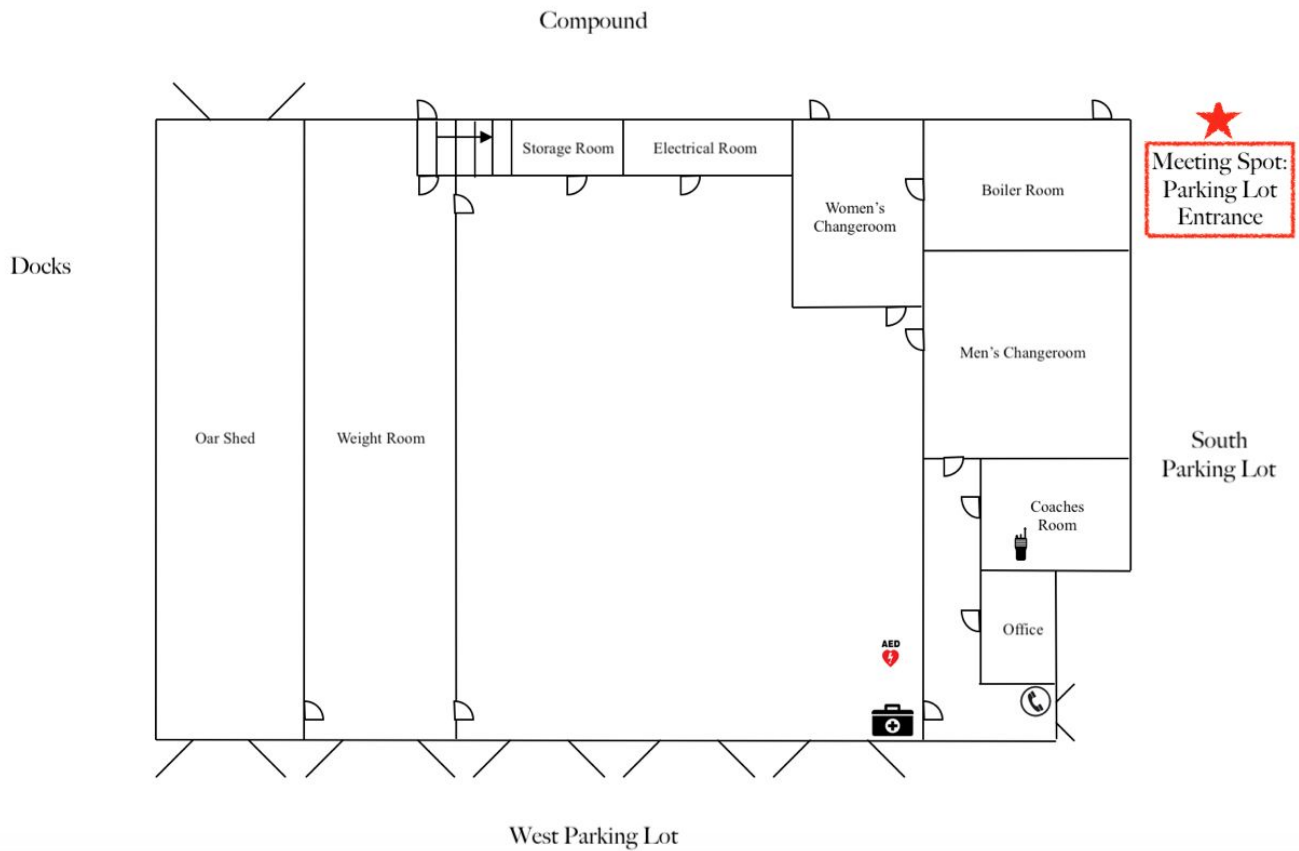 Compound
Storage Room
Electrical Room
Meeting Spot:
Parking Lot
Entrance
Boiler Room
Women's
Changeroom
Docks
Men's Changeroom
Oar Shed
Weight Room
South
Parking Lot
Coaches
Room
Office
AED
West Parking Lot